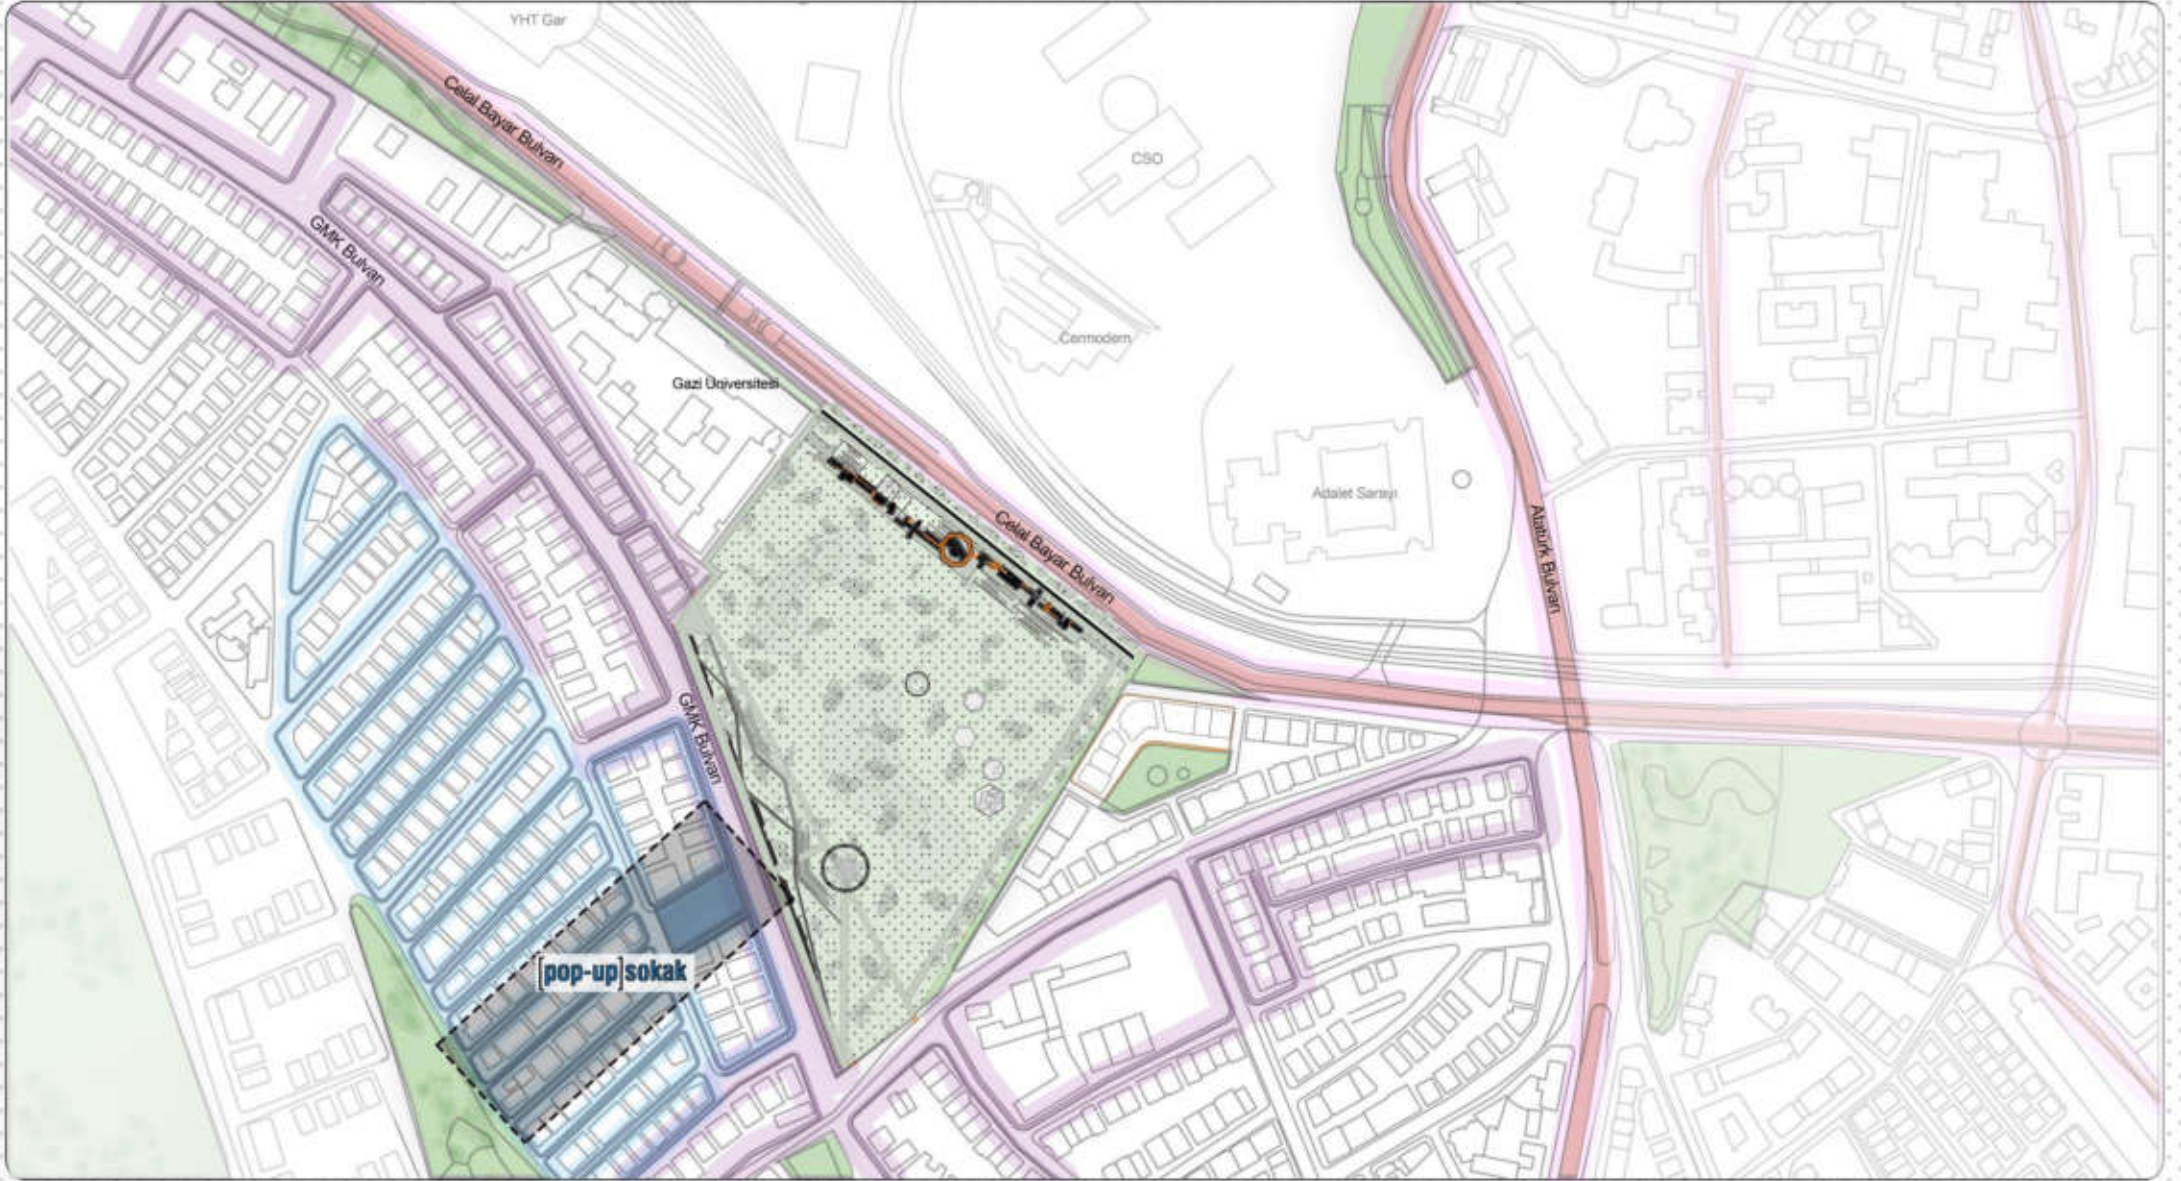 YHT Gar
Celal Bayar Bulvarı
CSO
GMK Bulvarı
Cermodern
Gazi Üniversitesi
Adalet Sarayı
Celal Bayar Bulvarı
Atatürk Bulvarı
GMK Bulvarı
[pop-up]sokak